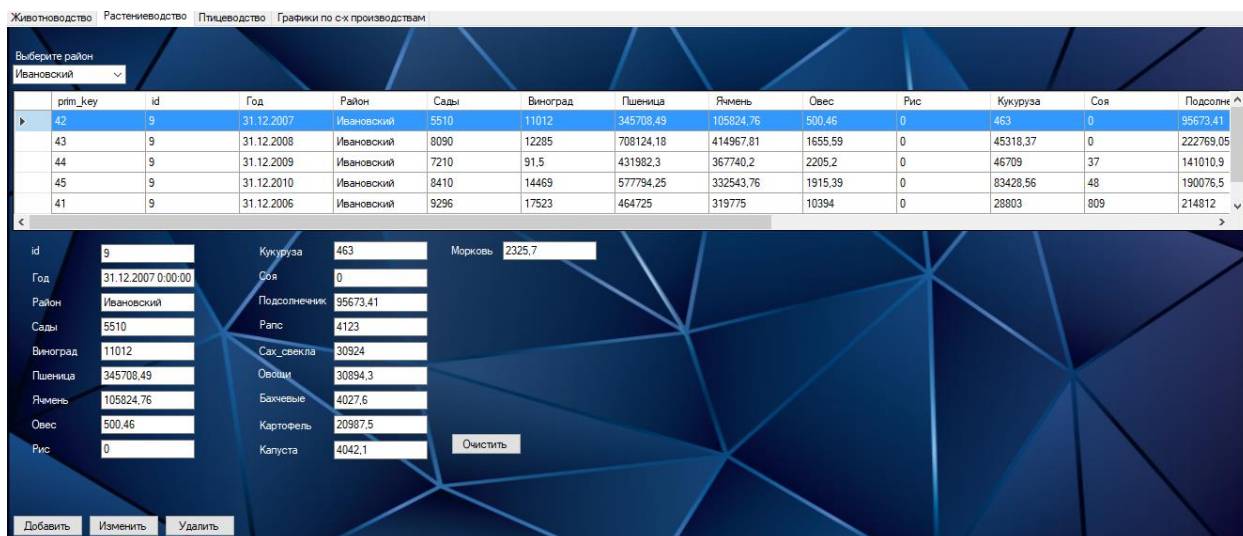 Животноводство Растениеводство Птицеводство Графики по с-х производствам
Выберите район
Ивановский
prim_key id Год Район Сады Виноград Пшеница Ячмень Овес Рис Кукуруза Соя Подсолне
42 9 31.12.2007 Ивановский 5510 11012 345708,49 105824,76 500,46 0 463 0 95673,41
43 9 31.12.2008 Ивановский 8090 12285 708124,18 414967,81 1655,59 0 45318,37 0 222769,05
44 9 31.12.2009 Ивановский 7210 91,5 431982,3 367740,2 2205,2 0 46709 37 141010,9
45 9 31.12.2010 Ивановский 8410 14469 577794,25 332543,76 1915,39 0 83428,56 48 190076,5
41 9 31.12.2006 Ивановский 9296 17523 464725 319775 10394 0 28803 809 214812
id 9 Кукуруза 463 Морковь 2325,7
Год 31.12.2007 0:00:00 Соя 0
Район Ивановский Подсолнечник 95673,41
Сады 5510 Рапс 4123
Виноград 11012 Сах_свекла 30924
Пшеница 345708,49 Овощи 30894,3
Ячмень 105824,76 Бахчевые 4027,6
Овес 500,46 Картофель 20987,5
Рис 0 Капуста 4042,1
Очистить
Добавить Изменить Удалить